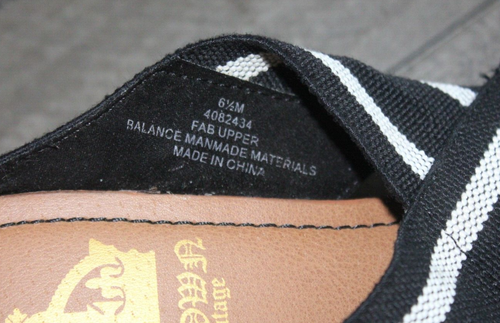 6½M
4082434
FAB UPPER
BALANCE MANMADE MATERIALS
MADE IN CHINA